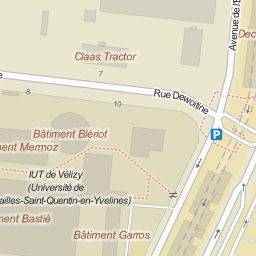 Avenue de l'E
Dec
Claas Tractor
7
Rue Dewoitine
8
10
P
Bâtiment Blériot
ment Mermoz
IUT de Vélizy
(Université de
ailles-Saint-Quentin-en-Yvelines)
ment Bastié
Bâtiment Garros